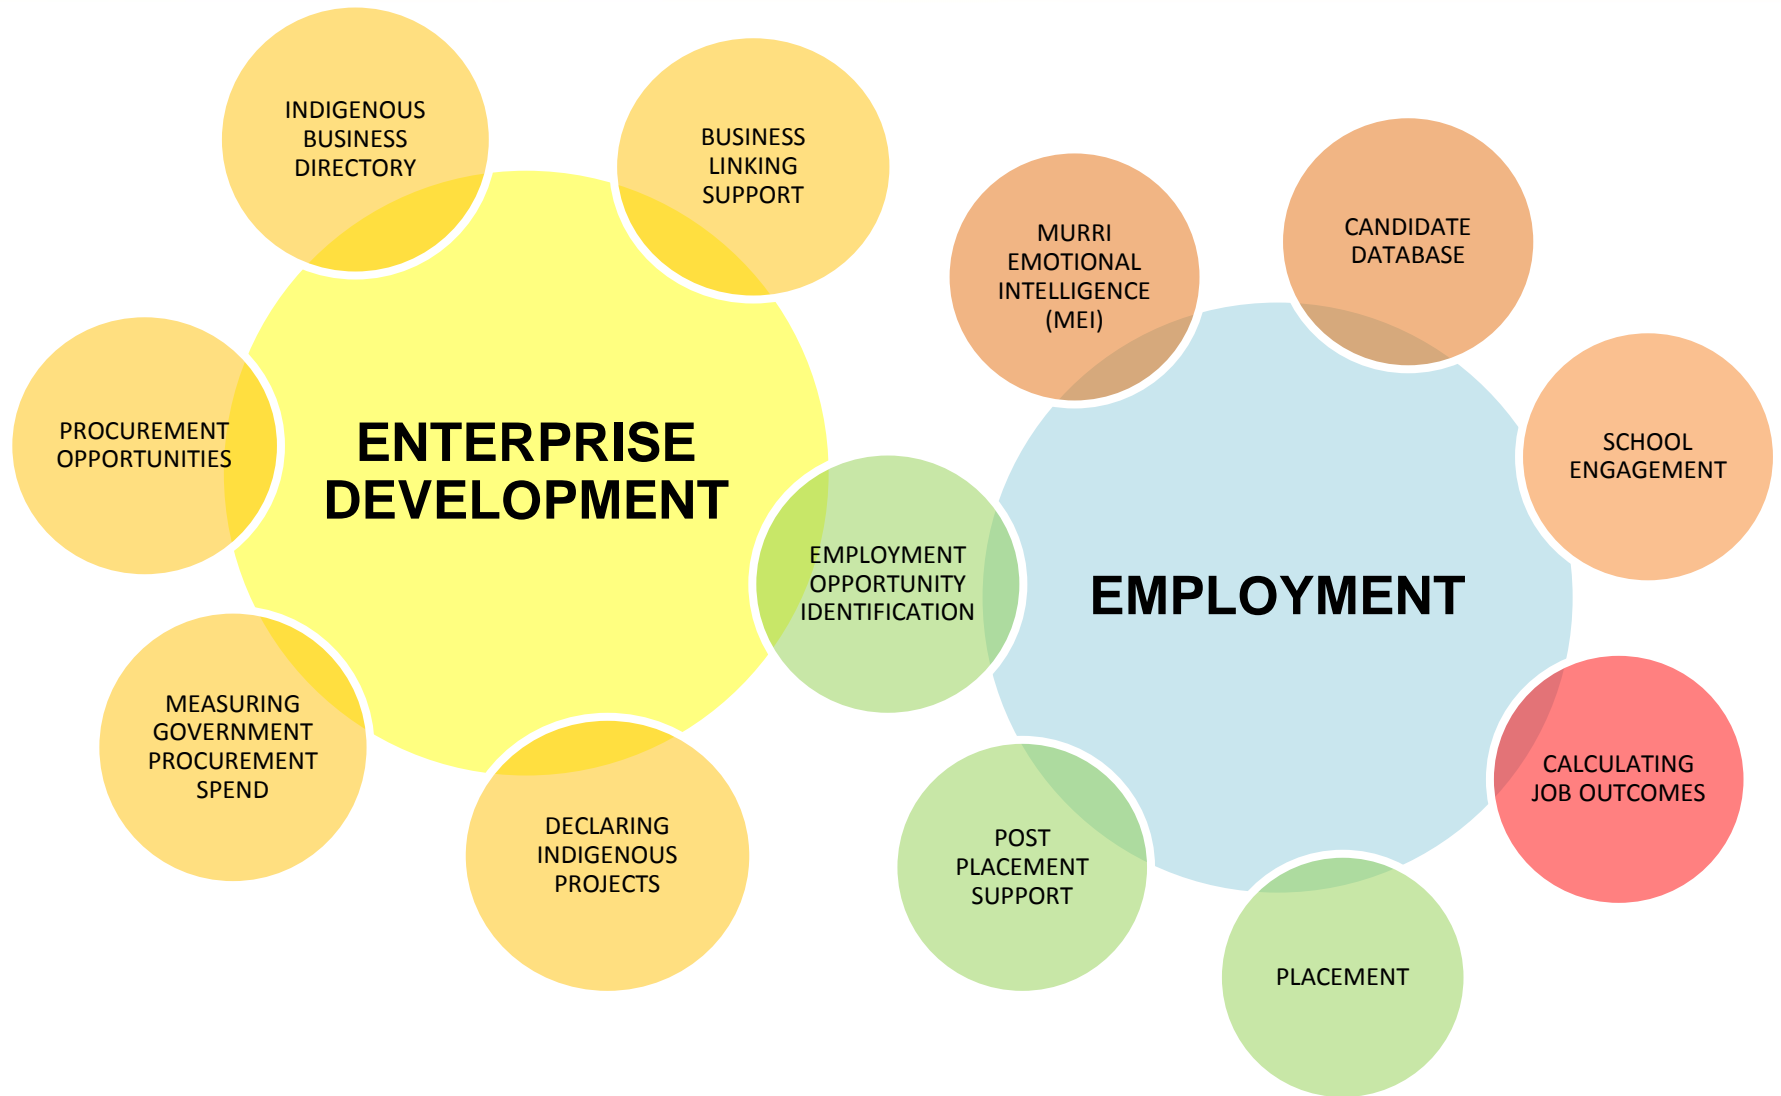 INDIGENOUS
BUSINESS
DIRECTORY
BUSINESS
LINKING
SUPPORT
PROCUREMENT
OPPORTUNITIES
ENTERPRISE
DEVELOPMENT
MEASURING
GOVERNMENT
PROCUREMENT
SPEND
DECLARING
INDIGENOUS
PROJECTS
EMPLOYMENT
OPPORTUNITY
IDENTIFICATION
MURRI
EMOTIONAL
INTELLIGENCE
(MEI)
CANDIDATE
DATABASE
SCHOOL
ENGAGEMENT
EMPLOYMENT
CALCULATING
JOB OUTCOMES
POST
PLACEMENT
SUPPORT
PLACEMENT